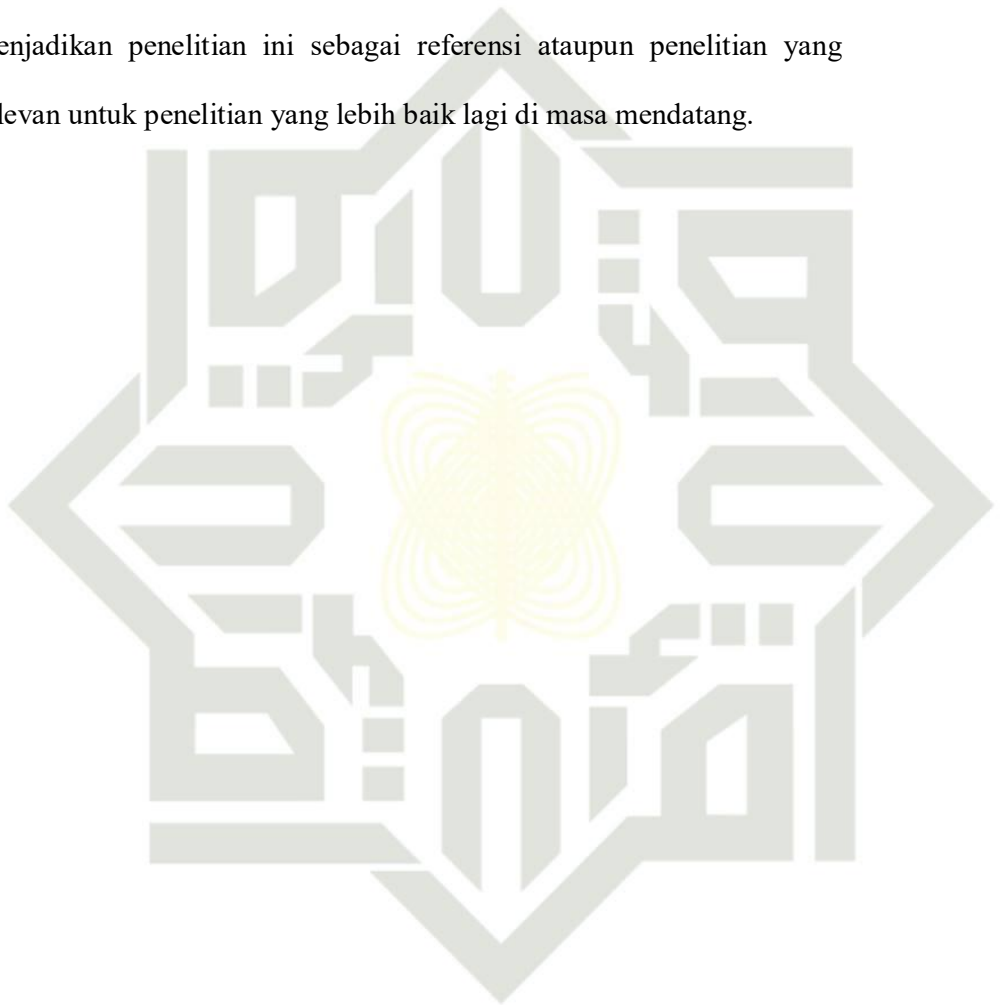 enjadikan penelitian ini sebagai referensi ataupun penelitian yang
levan untuk penelitian yang lebih baik lagi di masa mendatang.